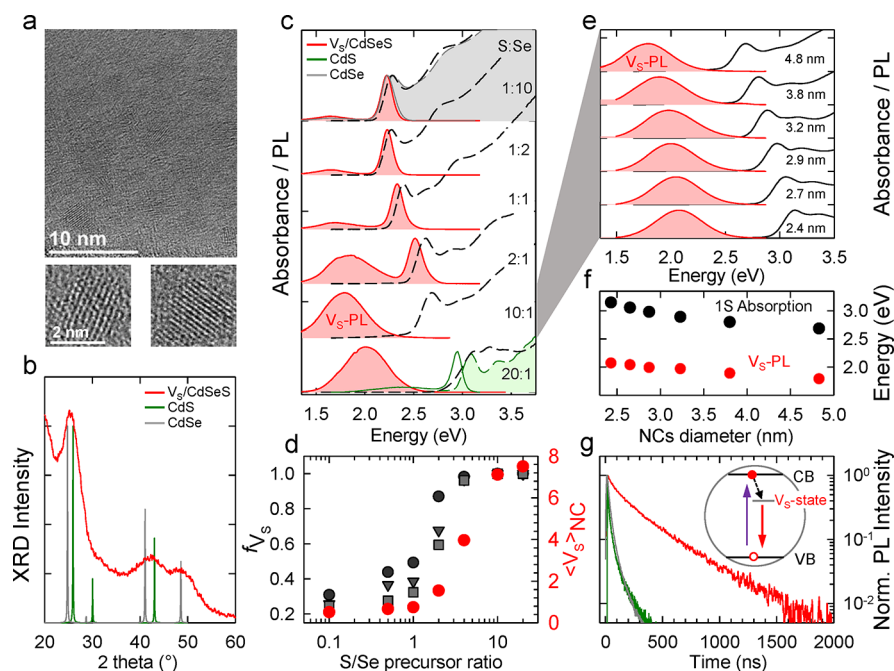 a
10 nm
2 nm
b
XRD Intensity
Vs/CdSeS
CdS
CdSe
20 30 40 50 60
2 theta (°)
c
Absorbance / PL
Vs/CdSeS
CdS
CdSe
S:Se
1:10
1:2
1:1
2:1
Vs-PL
10:1
20:1
1.5 2.0 2.5 3.0 3.5
Energy (eV)
d
fVs
1.0
0.8
0.6
0.4
0.2
8
6
4
2
0
<Vs>NC
0.1 1 10
S/Se precursor ratio
e
Absorbance / PL
Vs-PL
4.8 nm
3.8 nm
3.2 nm
2.9 nm
2.7 nm
2.4 nm
1.5 2.0 2.5 3.0 3.5
Energy (eV)
f
1S Absorption
Vs-PL
3.0
2.5
2.0
Energy (eV)
2.5 3.0 3.5 4.0 4.5 5.0
NCs diameter (nm)
g
CB
Vs-state
VB
10⁰
10⁻¹
10⁻²
Norm. PL Intensity
0 500 1000 1500 2000
Time (ns)